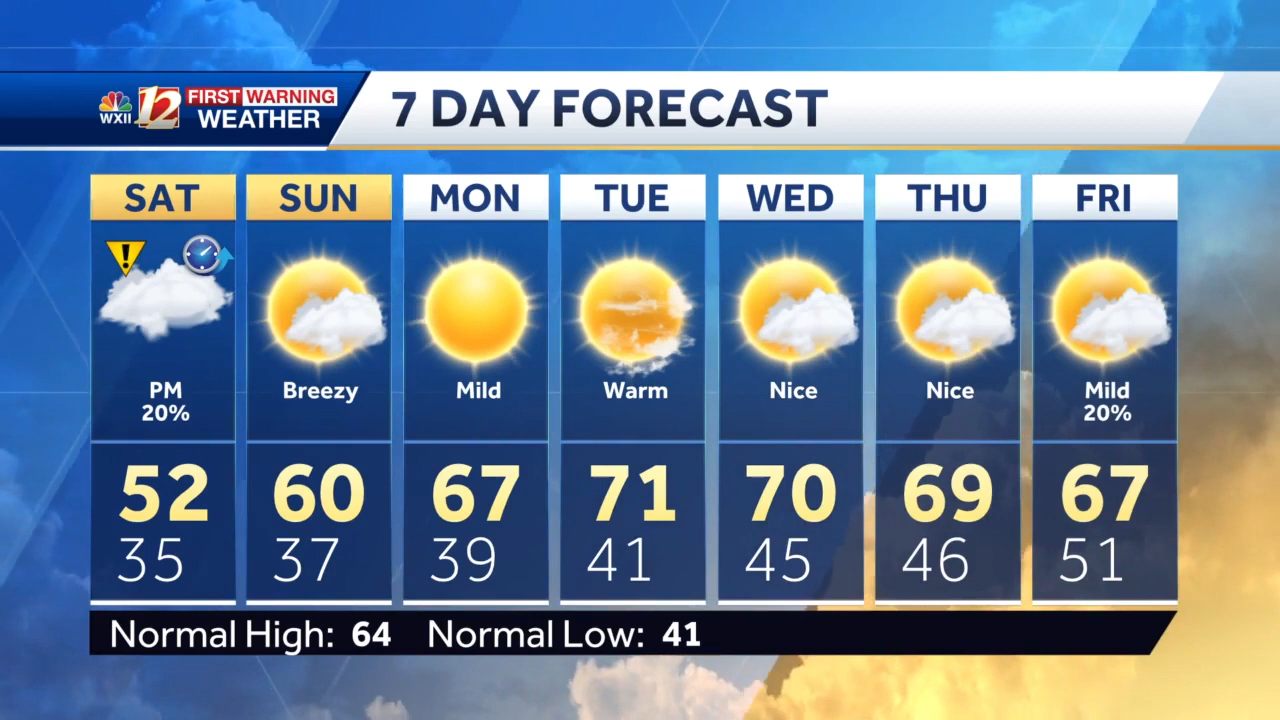 WXII 12 FIRST WARNING
WEATHER
7 DAY FORECAST
SAT SUN MON TUE WED THU FRI
!
PM Breezy Mild Warm Nice Nice Mild
20% 20%
52 60 67 71 70 69 67
35 37 39 41 45 46 51
Normal High: 64 Normal Low: 41